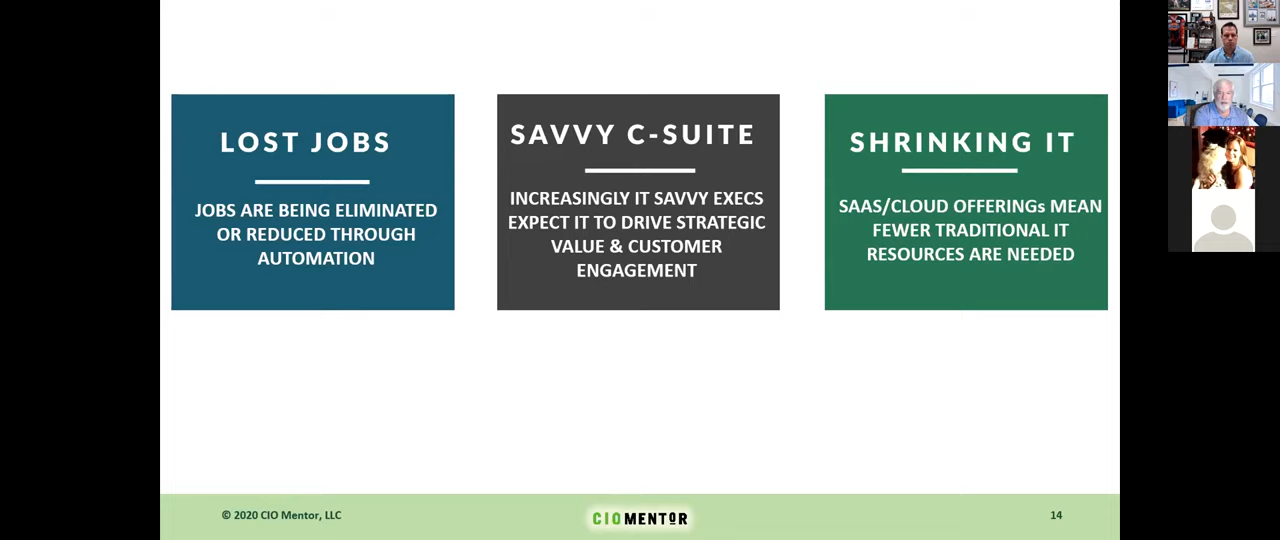 LOST JOBS
JOBS ARE BEING ELIMINATED
OR REDUCED THROUGH
AUTOMATION
SAVVY C-SUITE
INCREASINGLY IT SAVVY EXECS
EXPECT IT TO DRIVE STRATEGIC
VALUE & CUSTOMER
ENGAGEMENT
SHRINKING IT
SAAS/CLOUD OFFERINGs MEAN
FEWER TRADITIONAL IT
RESOURCES ARE NEEDED
© 2020 CIO Mentor, LLC
CIOMENTOR
14